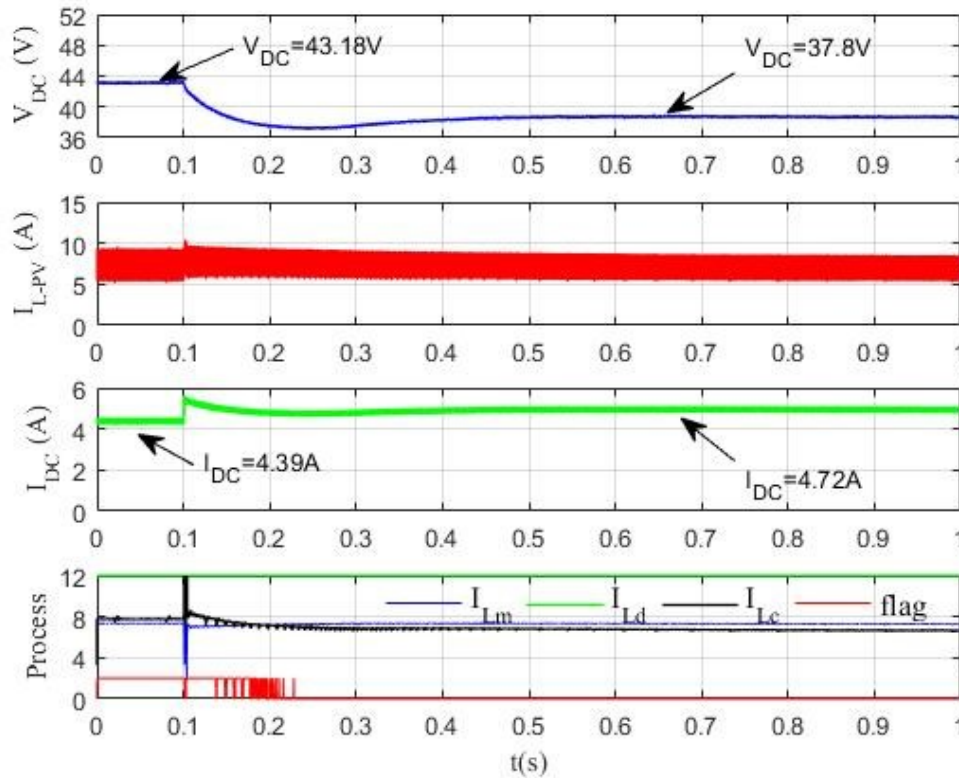 52
48
44
40
36
V_DC (V)
V_DC=43.18V
V_DC=37.8V
0 0.1 0.2 0.3 0.4 0.5 0.6 0.7 0.8 0.9 1
15
10
5
0
I_L-PV (A)
0 0.1 0.2 0.3 0.4 0.5 0.6 0.7 0.8 0.9 1
6
4
2
0
I_DC (A)
I_DC=4.39A
I_DC=4.72A
0 0.1 0.2 0.3 0.4 0.5 0.6 0.7 0.8 0.9 1
12
8
4
0
Process
I_Lm I_Ld I_Lc flag
0 0.1 0.2 0.3 0.4 0.5 0.6 0.7 0.8 0.9 1
t(s)